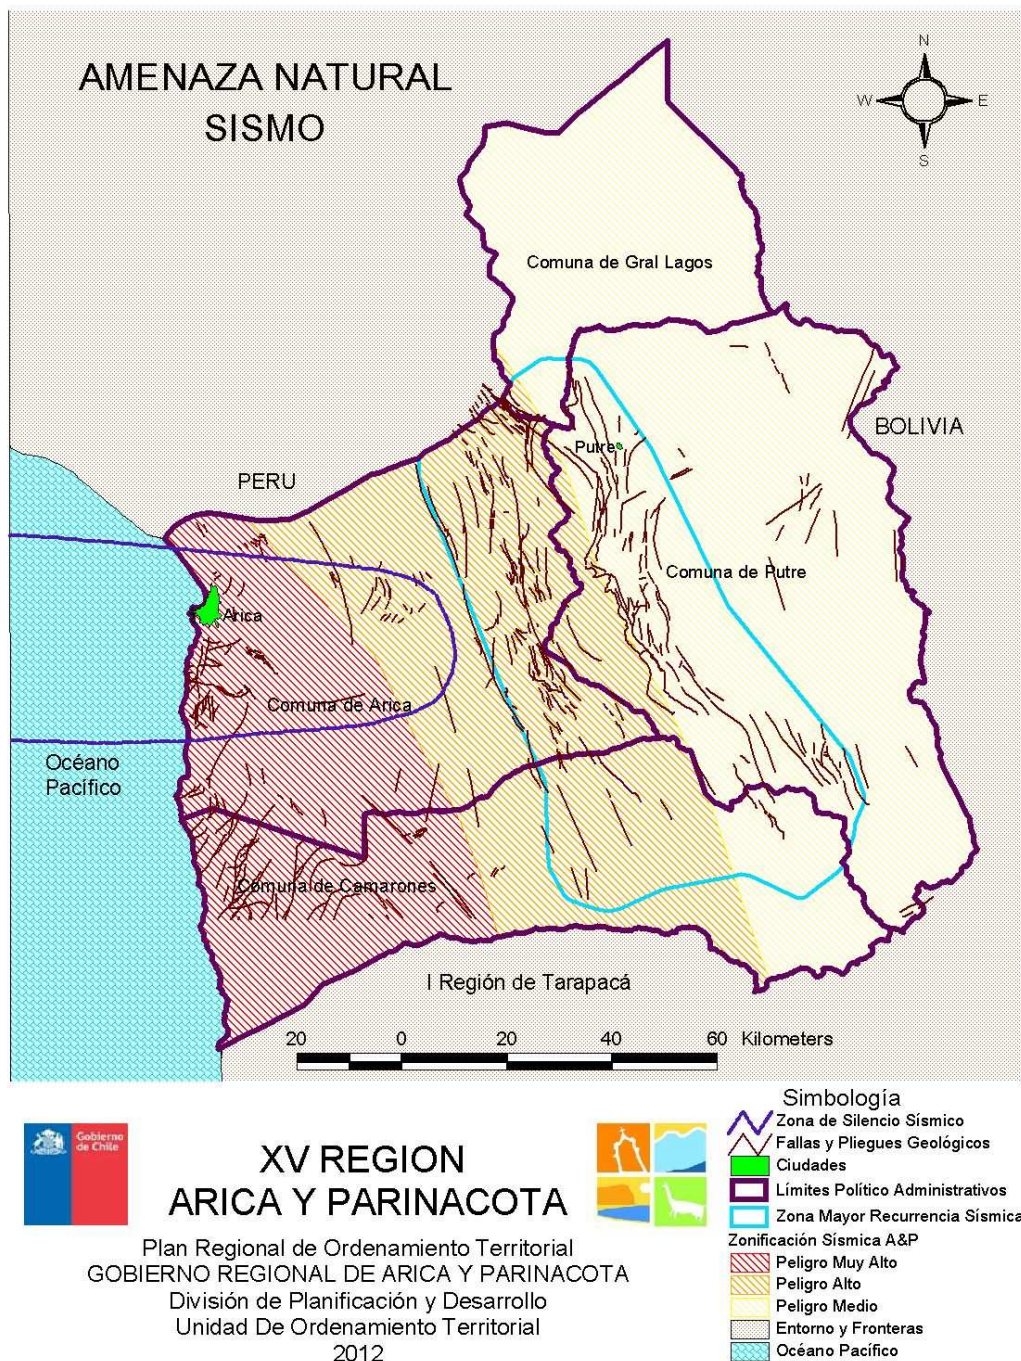 AMENAZA NATURAL
SISMO
N
W
E
S
Comuna de Gral Lagos
BOLIVIA
Putre
PERU
Comuna de Putre
Arica
Comuna de Arica
Océano
Pacífico
Comuna de Camarones
I Región de Tarapacá
20 0 20 40 60 Kilometers
Gobierno
de Chile
XV REGION
ARICA Y PARINACOTA
Plan Regional de Ordenamiento Territorial
GOBIERNO REGIONAL DE ARICA Y PARINACOTA
División de Planificación y Desarrollo
Unidad De Ordenamiento Territorial
2012
Simbología
Zona de Silencio Sísmico
Fallas y Pliegues Geológicos
Ciudades
Límites Político Administrativos
Zona Mayor Recurrencia Sísmica
Zonificación Sísmica A&P
Peligro Muy Alto
Peligro Alto
Peligro Medio
Entorno y Fronteras
Océano Pacífico